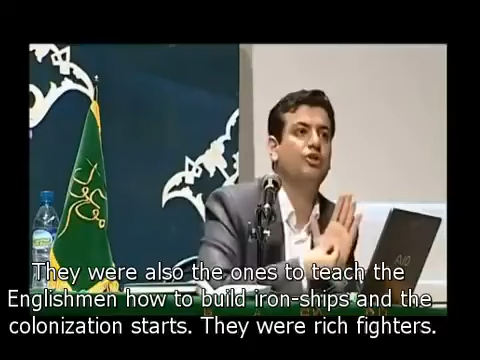 They were also the ones to teach the
Englishmen how to build iron-ships and the
colonization starts. They were rich fighters.